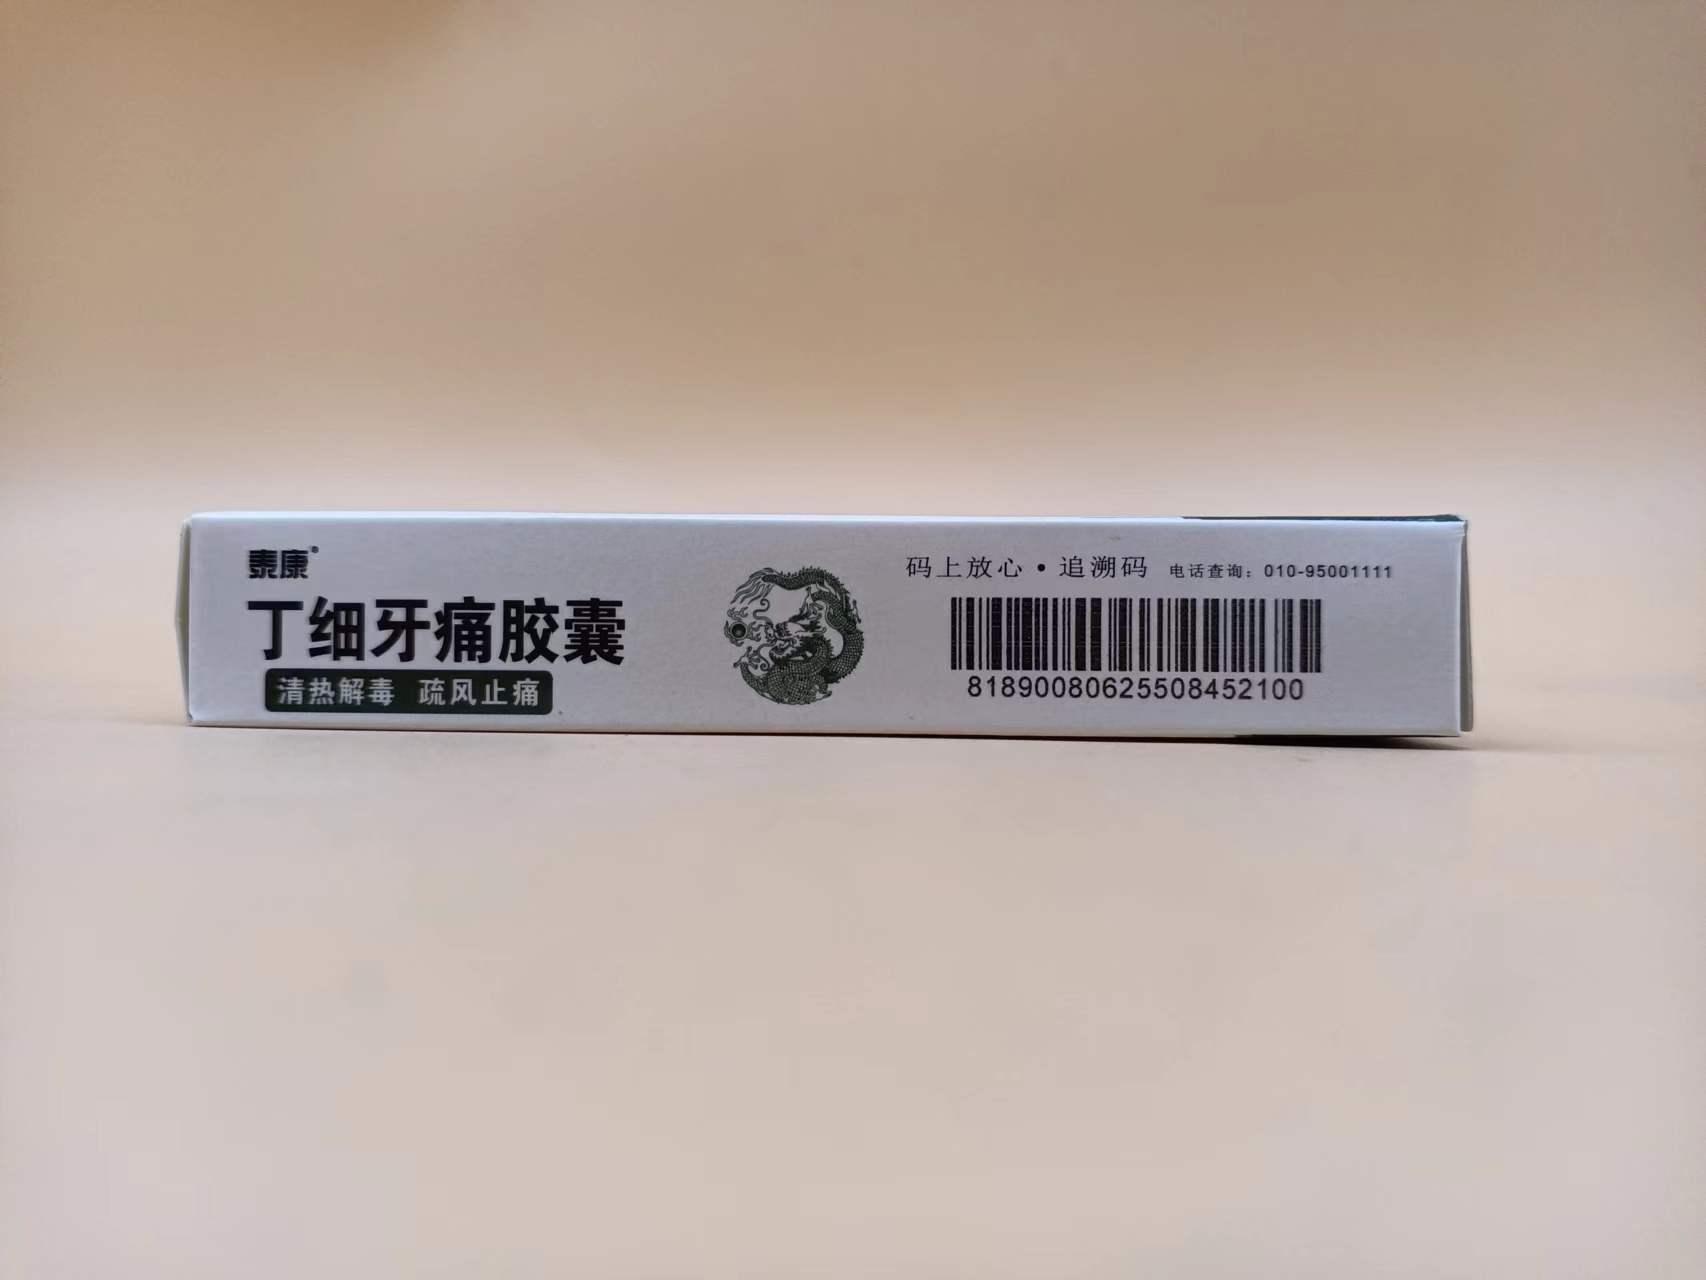 泰康®
丁细牙痛胶囊
清热解毒 疏风止痛
码上放心·追溯码 电话查询：010-95001111
81890080625508452100